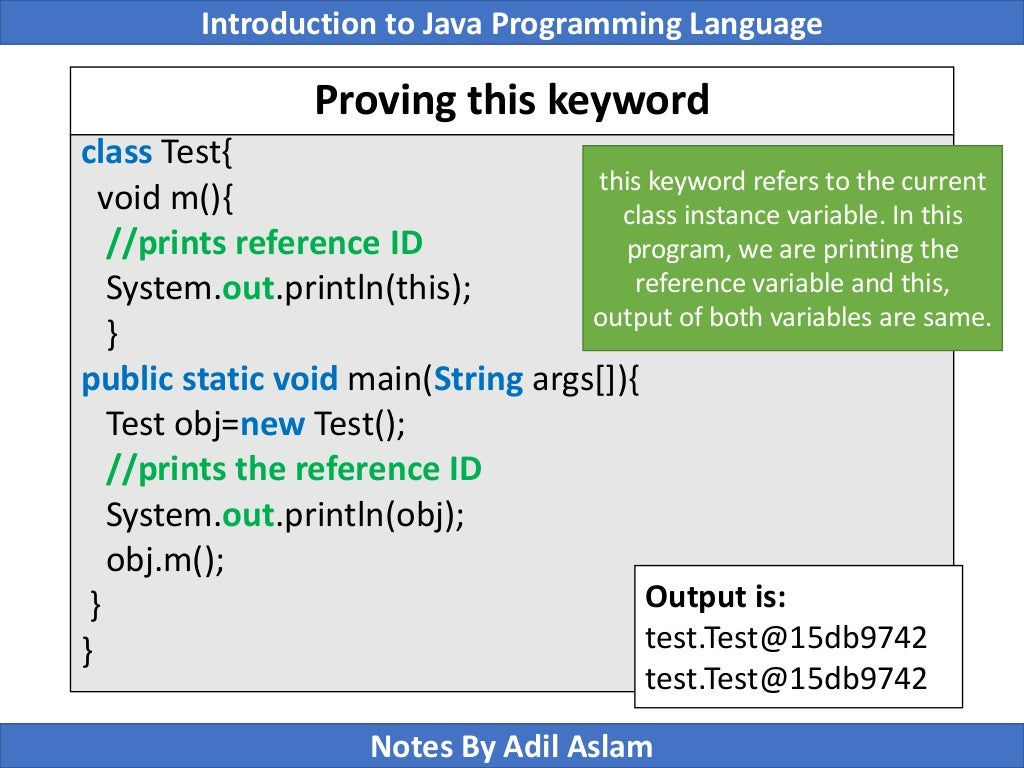 Introduction to Java Programming Language
Proving this keyword
class Test{
void m(){
//prints reference ID
System.out.println(this);
}
public static void main(String args[]){
Test obj=new Test();
//prints the reference ID
System.out.println(obj);
obj.m();
}
}
this keyword refers to the current
class instance variable. In this
program, we are printing the
reference variable and this,
output of both variables are same.
Output is:
test.Test@15db9742
test.Test@15db9742
Notes By Adil Aslam